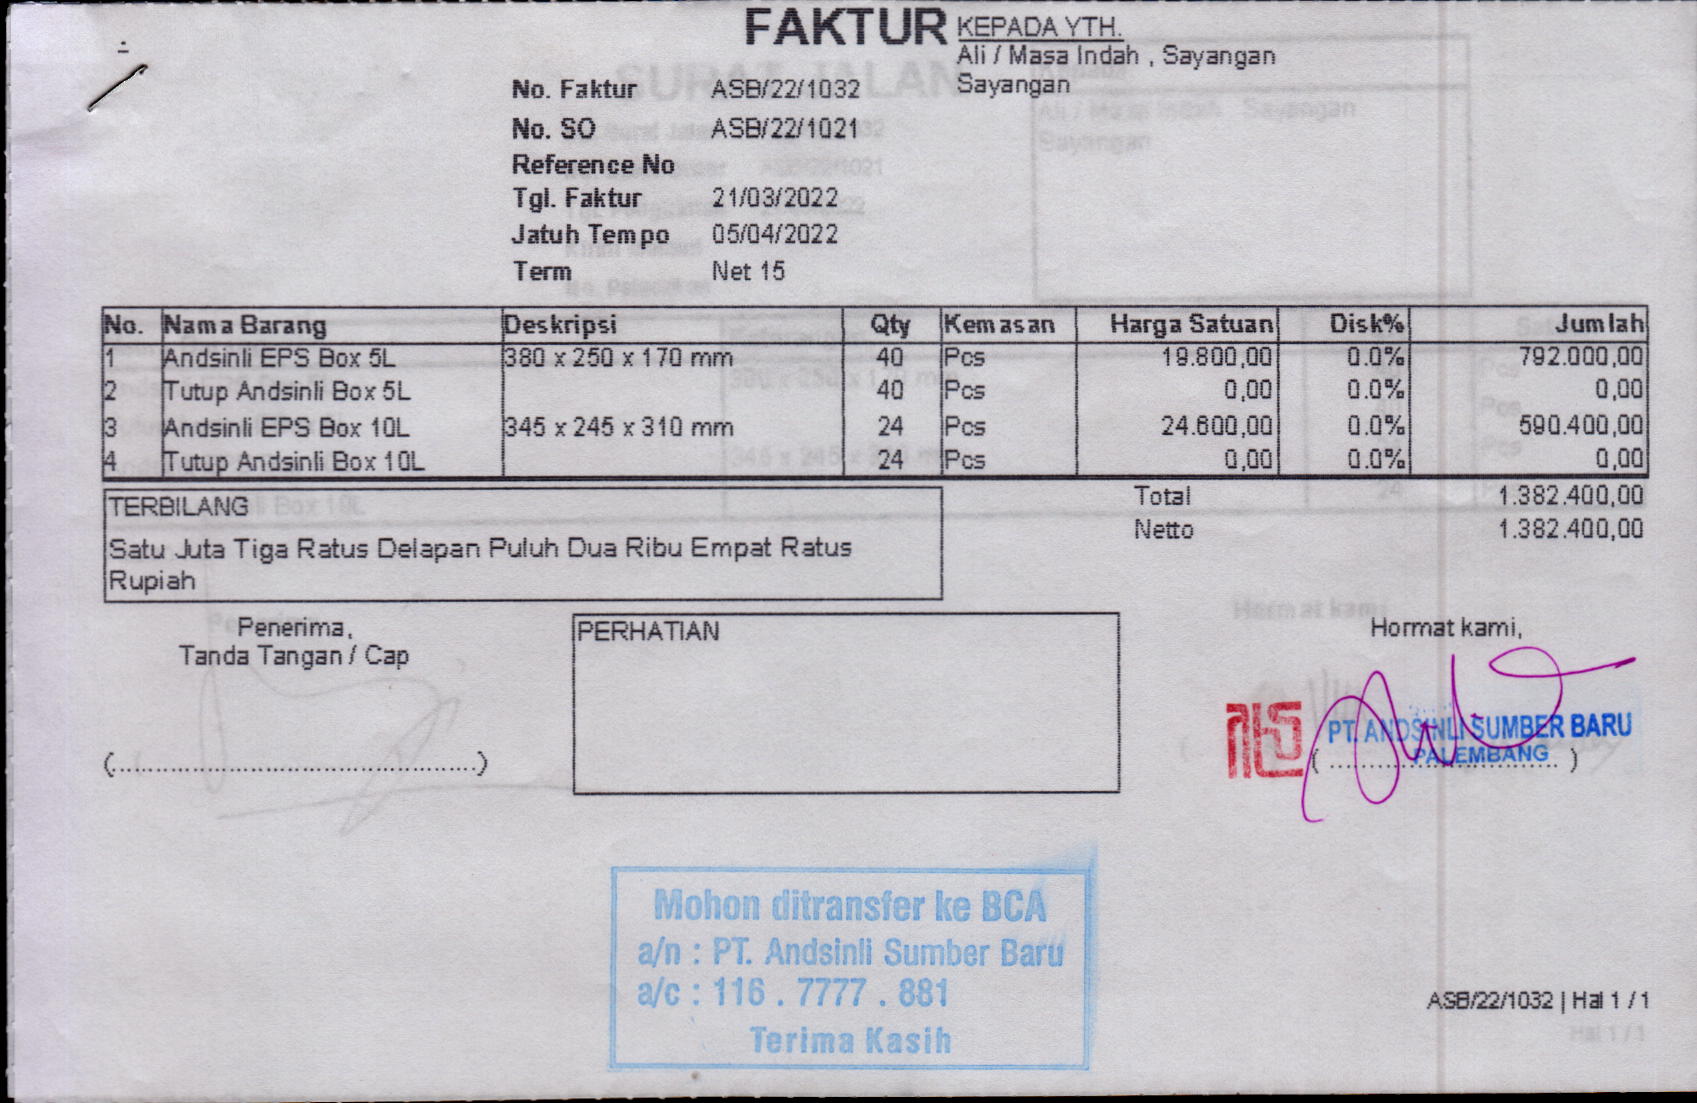 FAKTUR
KEPADA YTH.
Ali / Masa Indah , Sayangan
Sayangan
No. Faktur ASB/22/1032
No. SO ASB/22/1021
Reference No
Tgl. Faktur 21/03/2022
Jatuh Tempo 05/04/2022
Term Net 15
No. Nama Barang Deskripsi Qty Kemasan Harga Satuan Disk% Jumlah
1 Andsinli EPS Box 5L 380 x 250 x 170 mm 40 Pcs 19.800,00 0.0% 792.000,00
2 Tutup Andsinli Box 5L 40 Pcs 0,00 0.0% 0,00
3 Andsinli EPS Box 10L 345 x 245 x 310 mm 24 Pcs 24.600,00 0.0% 590.400,00
4 Tutup Andsinli Box 10L 24 Pcs 0,00 0.0% 0,00
TERBILANG
Satu Juta Tiga Ratus Delapan Puluh Dua Ribu Empat Ratus
Rupiah
Total 1.382.400,00
Netto 1.382.400,00
Penerima,
Tanda Tangan / Cap
(............................................)
PERHATIAN
Hormat kami,
PT. ANDSINLI SUMBER BARU
PALEMBANG
( ............................ )
Mohon ditransfer ke BCA
a/n : PT. Andsinli Sumber Baru
a/c : 116 . 7777 . 881
Terima Kasih
ASB/22/1032 | Hal 1 / 1